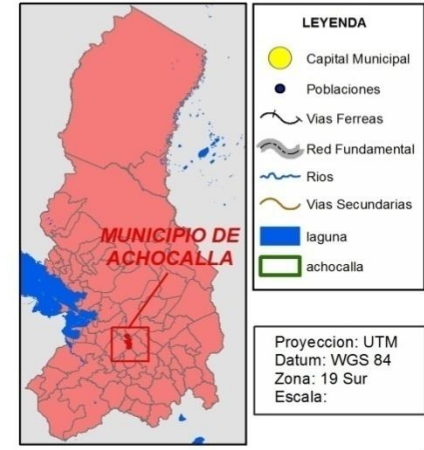 MUNICIPIO DE
ACHOCALLA
LEYENDA
Capital Municipal
Poblaciones
Vias Ferreas
Red Fundamental
Rios
Vias Secundarias
laguna
achocalla
Proyeccion: UTM
Datum: WGS 84
Zona: 19 Sur
Escala: